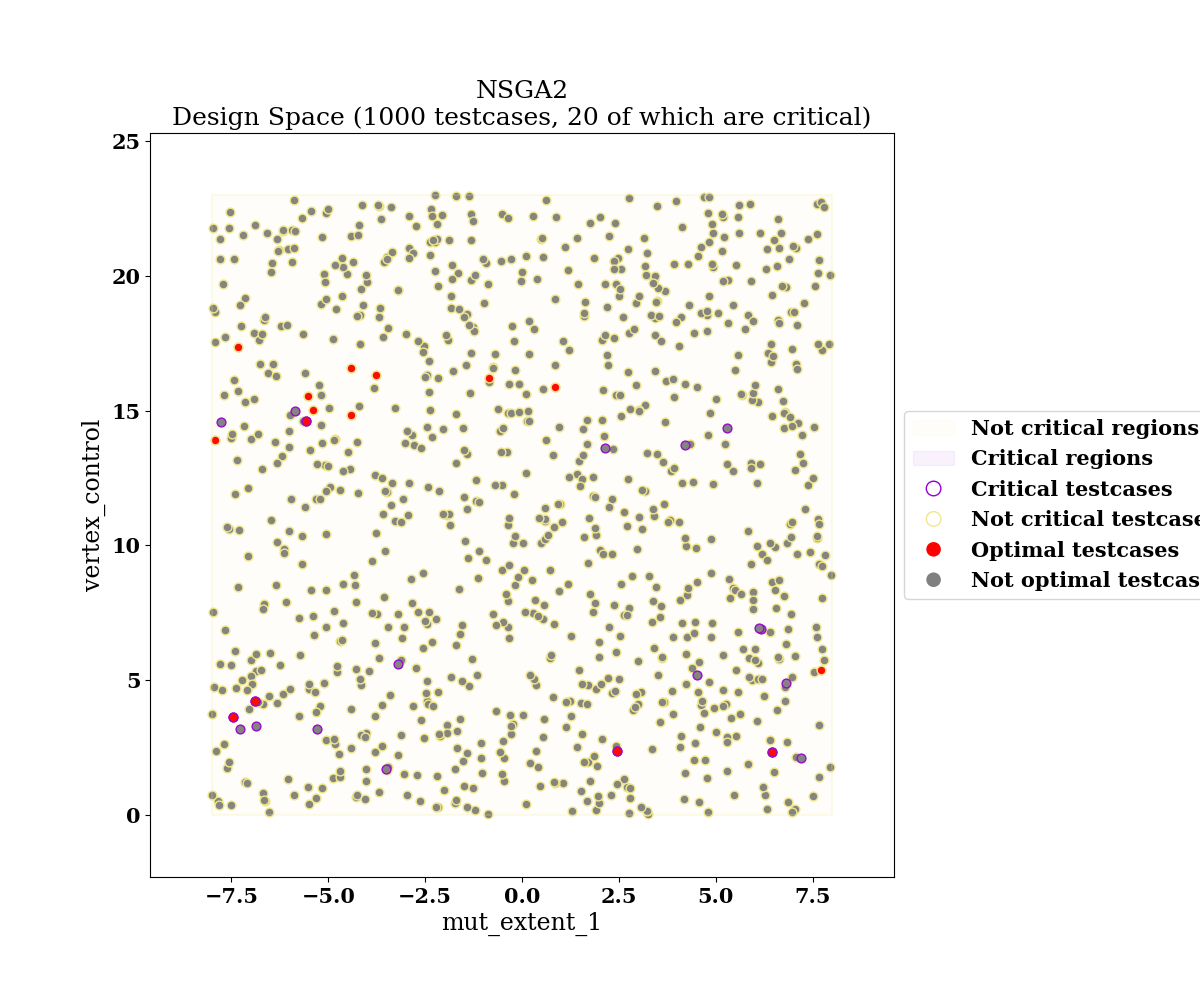 NSGA2
Design Space (1000 testcases, 20 of which are critical)
25
20
15
10
5
0
vertex_control
−7.5 −5.0 −2.5 0.0 2.5 5.0 7.5
mut_extent_1
Not critical regions
Critical regions
Critical testcases
Not critical testcase
Optimal testcases
Not optimal testcas